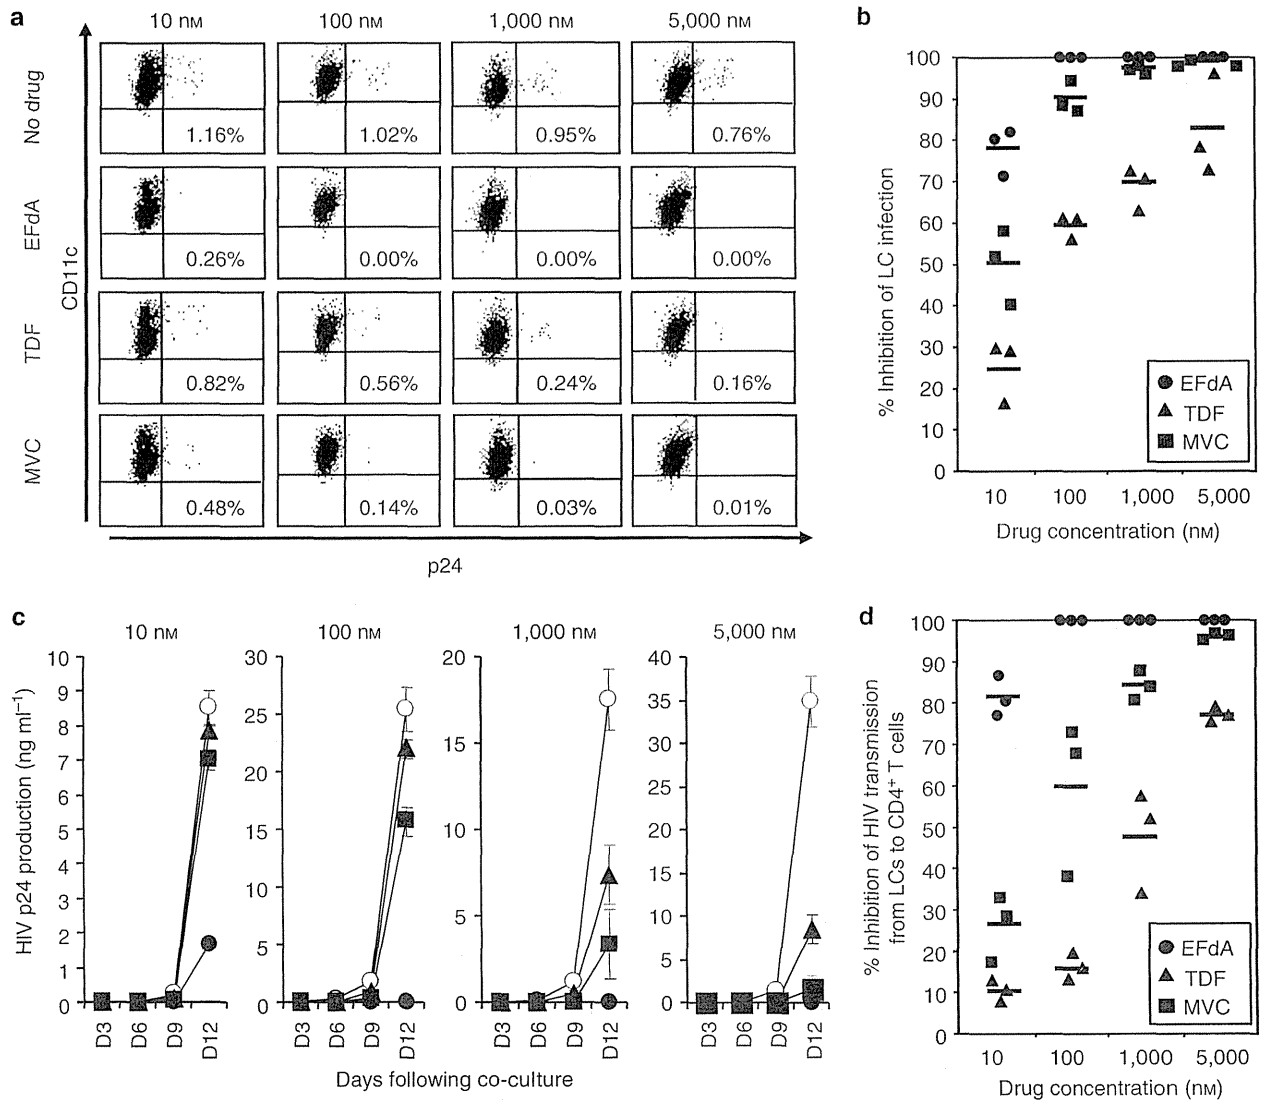 a
10 nM
100 nM
1,000 nM
5,000 nM
No drug
1.16%
1.02%
0.95%
0.76%
EFdA
0.26%
0.00%
0.00%
0.00%
TDF
0.82%
0.56%
0.24%
0.16%
MVC
0.48%
0.14%
0.03%
0.01%
CD11c
p24
b
% Inhibition of LC infection
100
90
80
70
60
50
40
30
20
10
0
EFdA
TDF
MVC
10
100
1,000
5,000
Drug concentration (nM)
c
10 nM
100 nM
1,000 nM
5,000 nM
HIV p24 production (ng ml⁻¹)
10
9
8
7
6
5
4
3
2
1
0
D3
D6
D9
D12
30
25
20
15
10
5
0
D3
D6
D9
D12
20
15
10
5
0
D3
D6
D9
D12
40
35
30
25
20
15
10
5
0
D3
D6
D9
D12
Days following co-culture
d
% Inhibition of HIV transmission
from LCs to CD4⁺ T cells
100
90
80
70
60
50
40
30
20
10
0
EFdA
TDF
MVC
10
100
1,000
5,000
Drug concentration (nM)